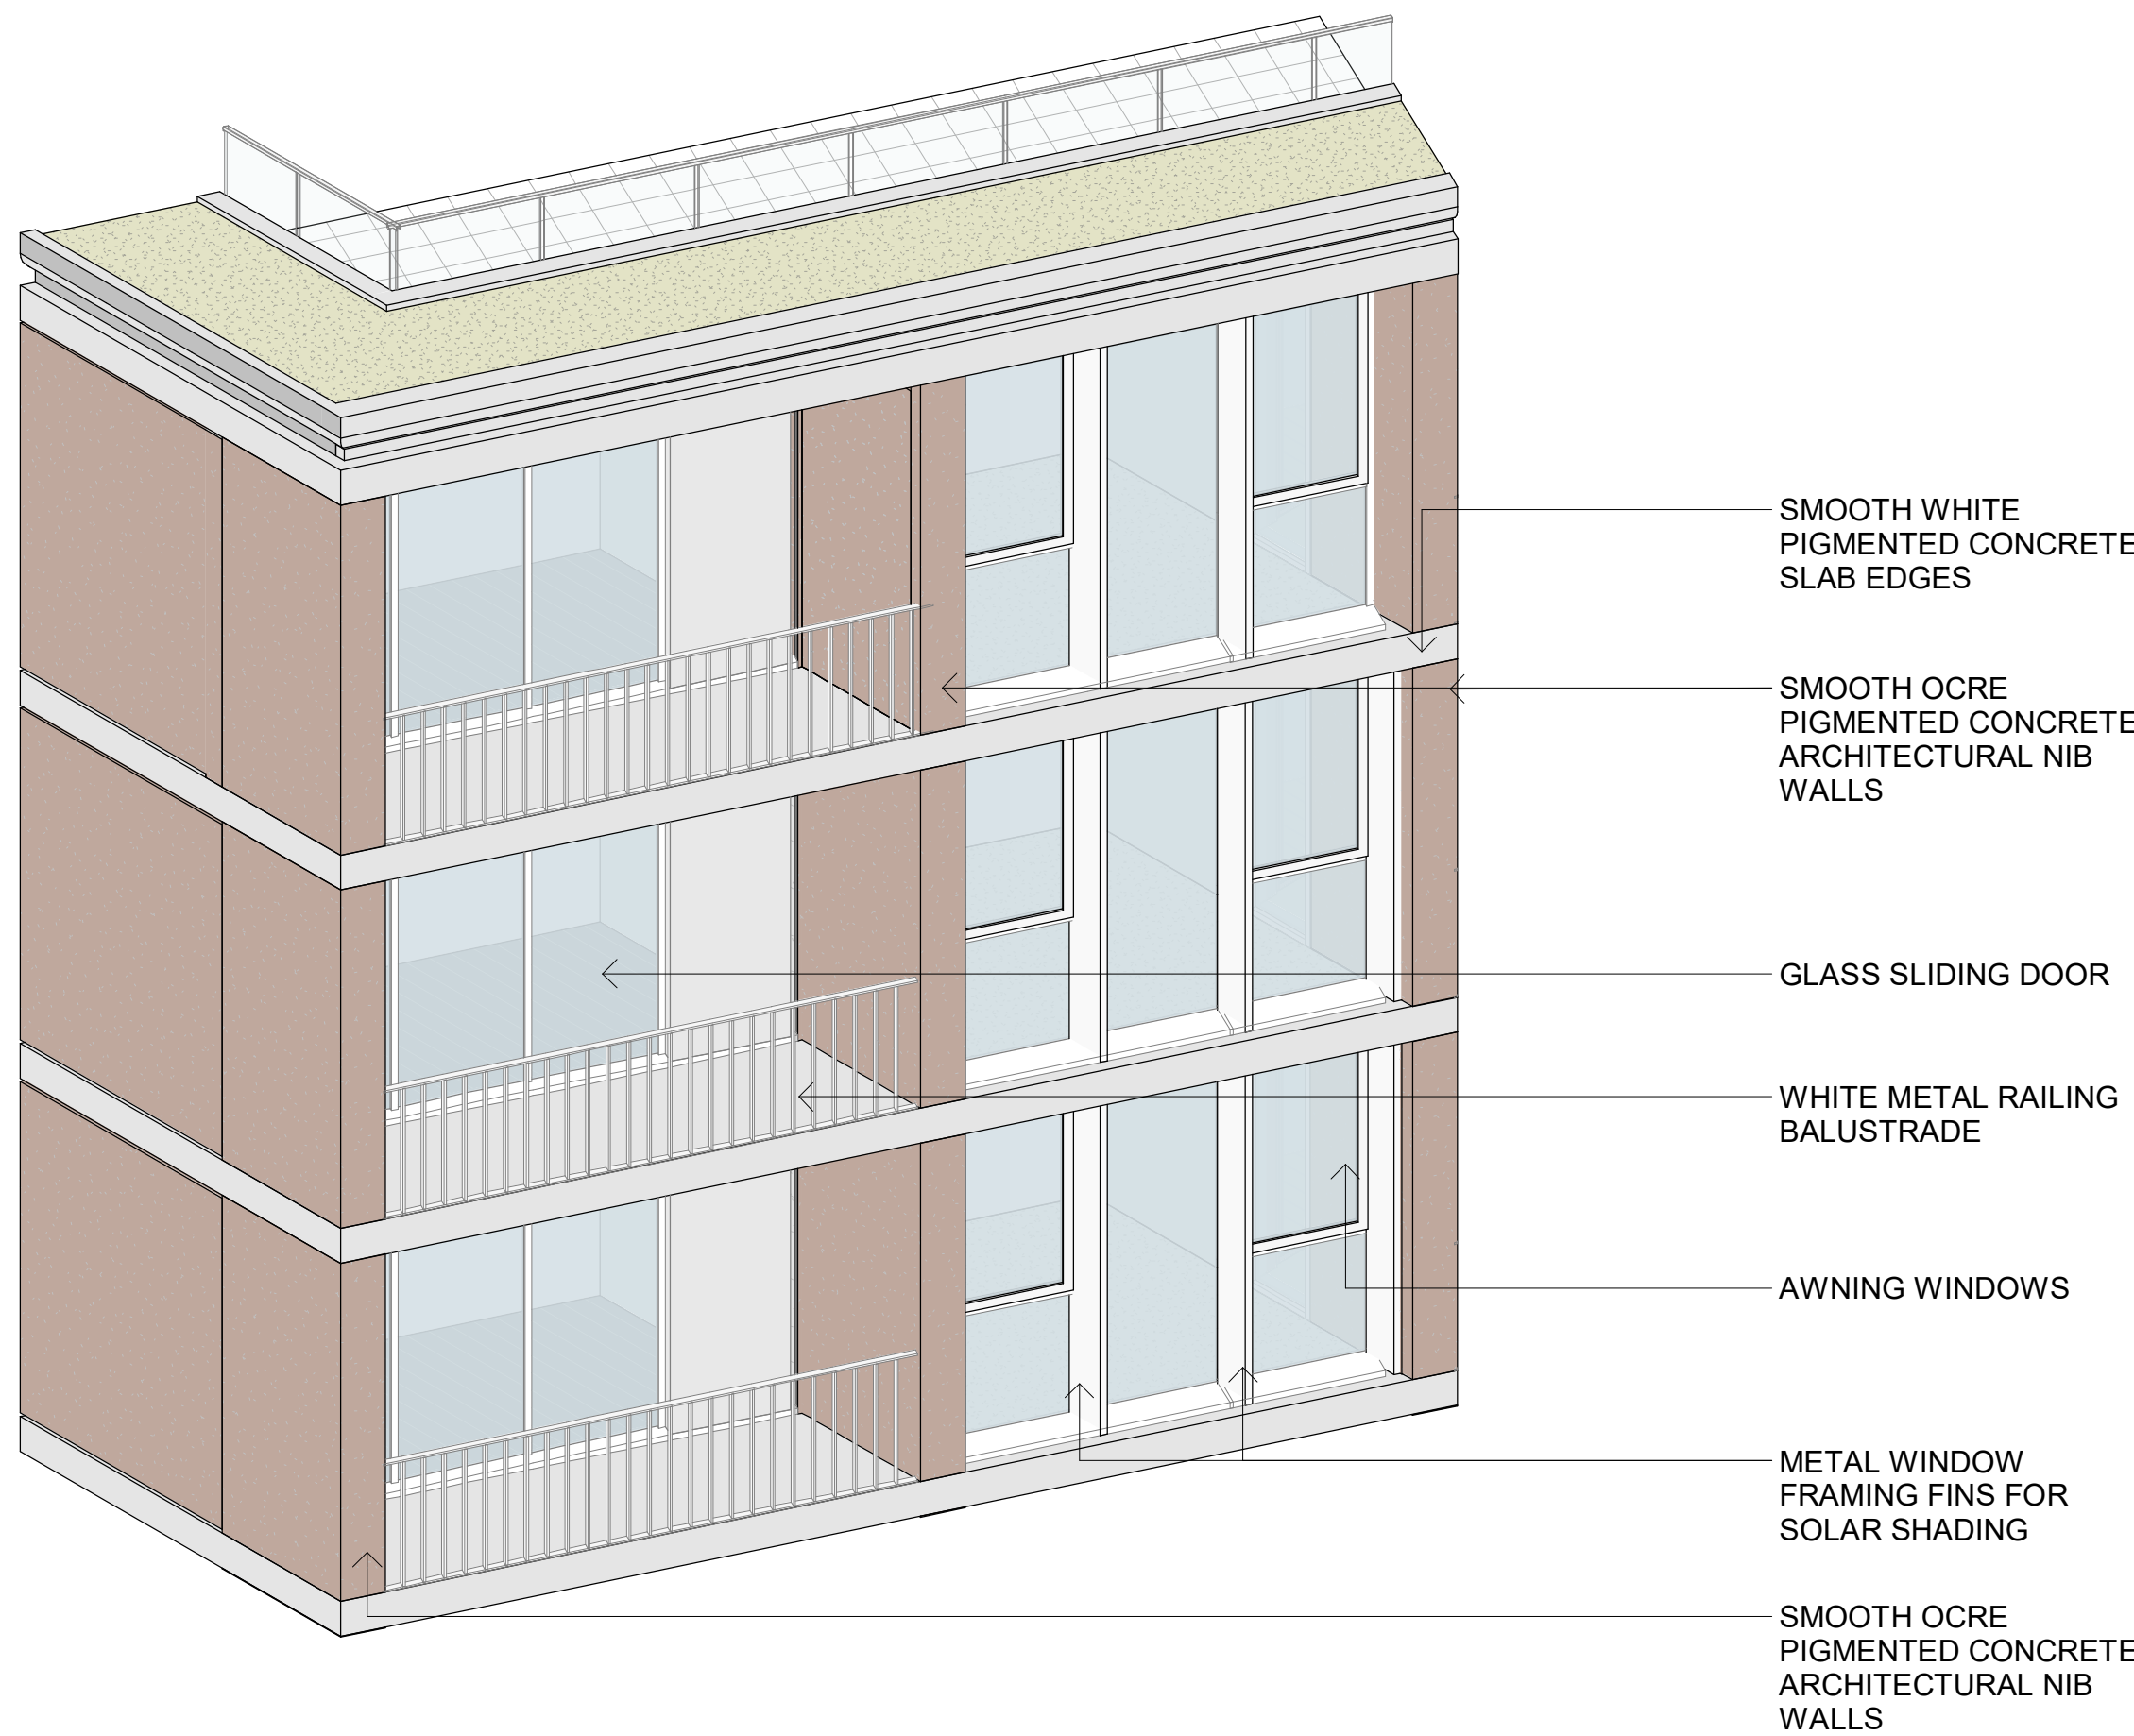 SMOOTH WHITE
PIGMENTED CONCRETE
SLAB EDGES
SMOOTH OCRE
PIGMENTED CONCRETE
ARCHITECTURAL NIB
WALLS
GLASS SLIDING DOOR
WHITE METAL RAILING
BALUSTRADE
AWNING WINDOWS
METAL WINDOW
FRAMING FINS FOR
SOLAR SHADING
SMOOTH OCRE
PIGMENTED CONCRETE
ARCHITECTURAL NIB
WALLS